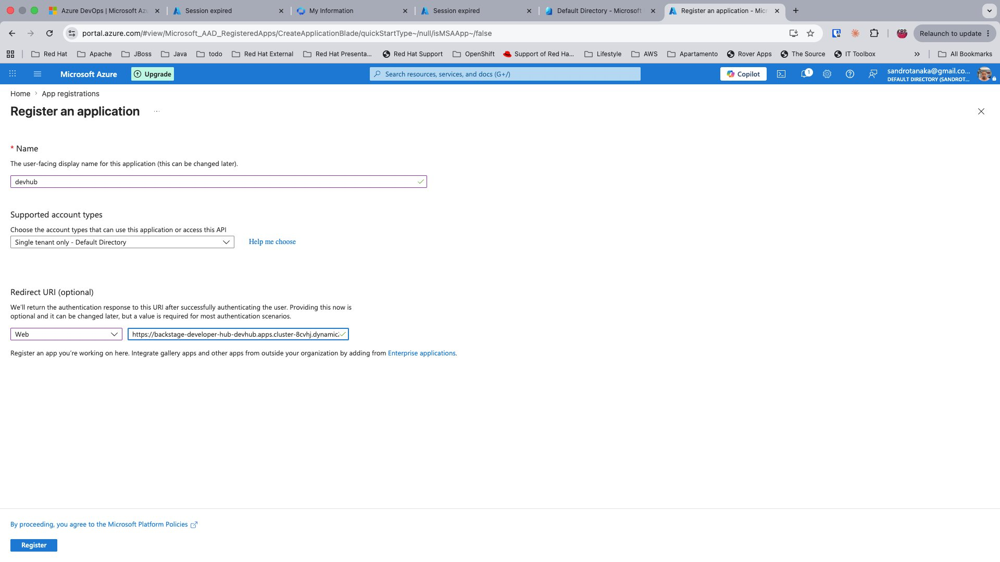 Azure DevOps | Microsoft Azu
Session expired
My Information
Session expired
Default Directory - Microsoft
Register an application - Micr
portal.azure.com/#view/Microsoft_AAD_RegisteredApps/CreateApplicationBlade/quickStartType~/null/isMSAApp~/false
Relaunch to update
Red Hat
Apache
JBoss
Java
todo
Red Hat External
Red Hat Presenta...
Red Hat Support
OpenShift
Support of Red Ha...
Lifestyle
AWS
Apartamento
Rover Apps
The Source
IT Toolbox
»
All Bookmarks
Microsoft Azure
Upgrade
Search resources, services, and docs (G+/)
Copilot
1
sandrotanaka@gmail.co...
DEFAULT DIRECTORY (SANDROT...
Home > App registrations
Register an application ...
* Name
The user-facing display name for this application (this can be changed later).
devhub
Supported account types
Choose the account types that can use this application or access this API
Single tenant only - Default Directory
Help me choose
Redirect URI (optional)
We'll return the authentication response to this URI after successfully authenticating the user. Providing this now is
optional and it can be changed later, but a value is required for most authentication scenarios.
Web
https://backstage-developer-hub-devhub.apps.cluster-8cvhj.dynamic
Register an app you're working on here. Integrate gallery apps and other apps from outside your organization by adding from Enterprise applications.
By proceeding, you agree to the Microsoft Platform Policies
Register